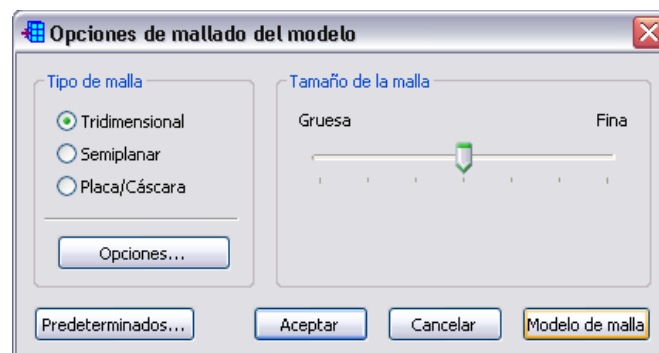 Opciones de mallado del modelo
Tipo de malla
Tridimensional
Semiplanar
Placa/Cáscara
Opciones...
Tamaño de la malla
Gruesa Fina
Predeterminados... Aceptar Cancelar Modelo de malla